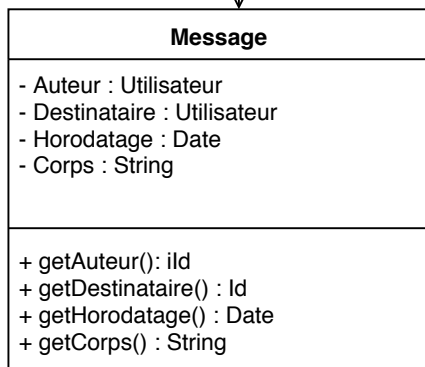 Message
- Auteur : Utilisateur
- Destinataire : Utilisateur
- Horodatage : Date
- Corps : String
+ getAuteur(): iId
+ getDestinataire() : Id
+ getHorodatage() : Date
+ getCorps() : String